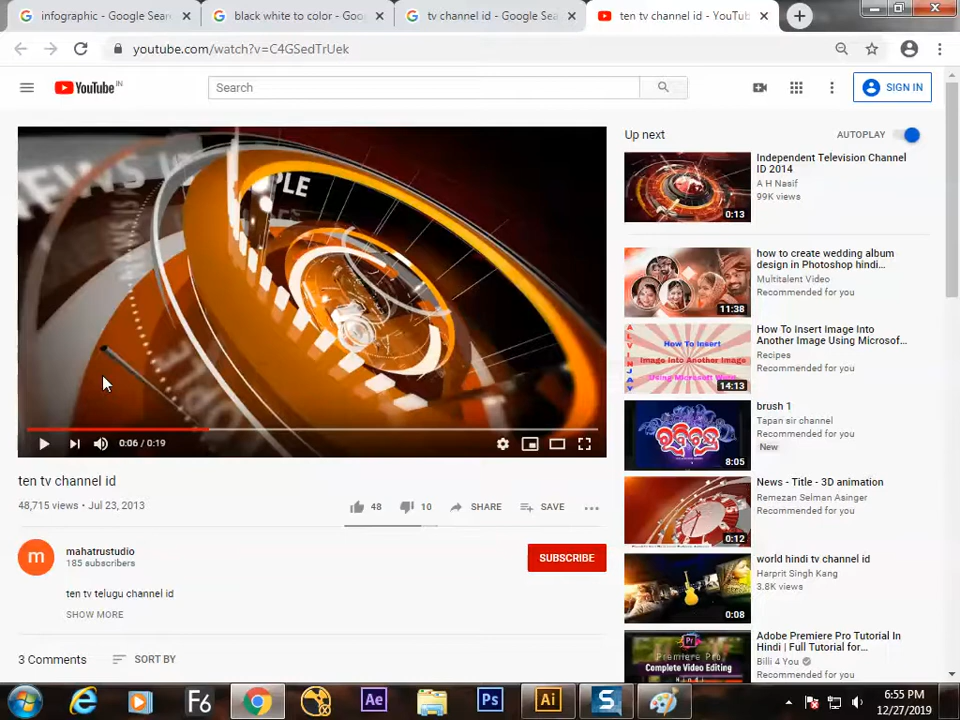 infographic - Google Sear
black white to color - Goo
tv channel id - Google Sea
ten tv channel id - YouTub
youtube.com/watch?v=C4GSedTrUek
YouTube IN
Search
SIGN IN
NEWS
PLE
Up next
AUTOPLAY
Independent Television Channel
ID 2014
A H Nasif
99K views
0:13
how to create wedding album
design in Photoshop hindi...
Multitalent Video
Recommended for you
11:38
How To Insert Image Into
Another Image Using Microsof...
Recipes
Recommended for you
ALVINJAY
How To Insert
Image Into Another Image
Using Microsoft Word
14:13
brush 1
Tapan sir channel
Recommended for you
New
8:05
0:06 / 0:19
ten tv channel id
48,715 views • Jul 23, 2013
48
10
SHARE
SAVE
News - Title - 3D animation
Remezan Selman Asinger
Recommended for you
0:12
m
mahatrustudio
185 subscribers
SUBSCRIBE
ten tv telugu channel id
SHOW MORE
world hindi tv channel id
Harprit Singh Kang
3.8K views
0:08
3 Comments
SORT BY
Adobe Premiere Pro Tutorial In
Hindi | Full Tutorial for...
Billi 4 You
Recommended for you
Pr
Premiere Pro
Complete Video Editing
F6
Ae
Ps
Ai
S
6:55 PM
12/27/2019